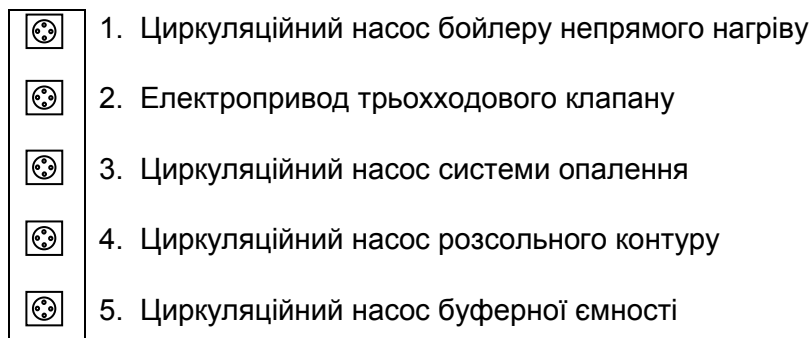 1. Циркуляційний насос бойлеру непрямого нагріву
2. Електропривод трьохходового клапану
3. Циркуляційний насос системи опалення
4. Циркуляційний насос розсольного контуру
5. Циркуляційний насос буферної ємності